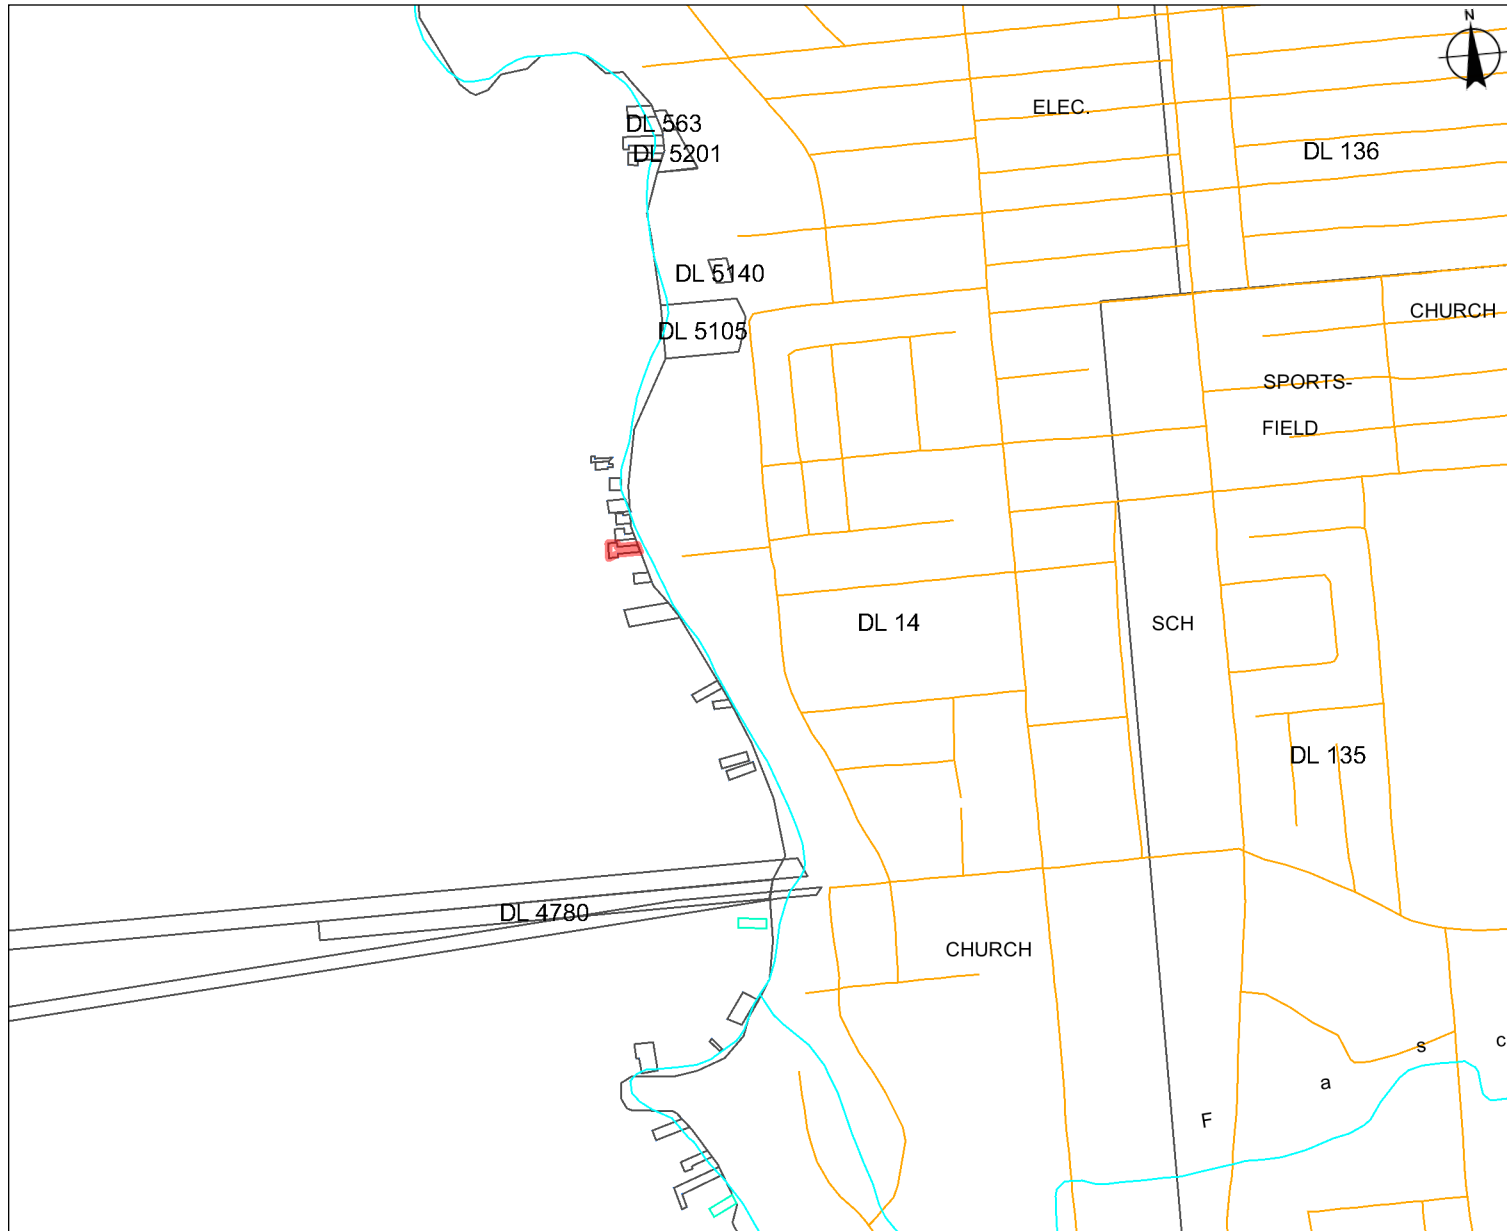 N
ELEC.
DL 563
DL 5201
DL 136
DL 5140
CHURCH
DL 5105
SPORTS-
FIELD
DL 14
SCH
DL 135
DL 4780
CHURCH
F a s c